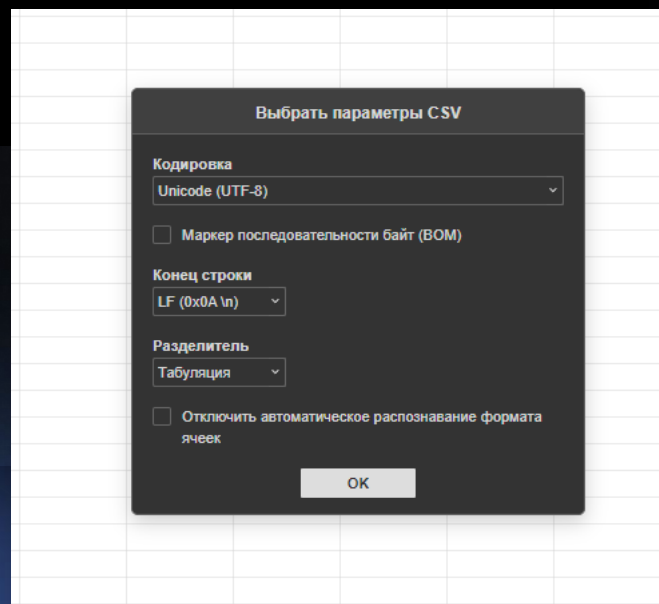 Выбрать параметры CSV
Кодировка
Unicode (UTF-8)
Маркер последовательности байт (BOM)
Конец строки
LF (0x0A \n)
Разделитель
Табуляция
Отключить автоматическое распознавание формата
ячеек
OK